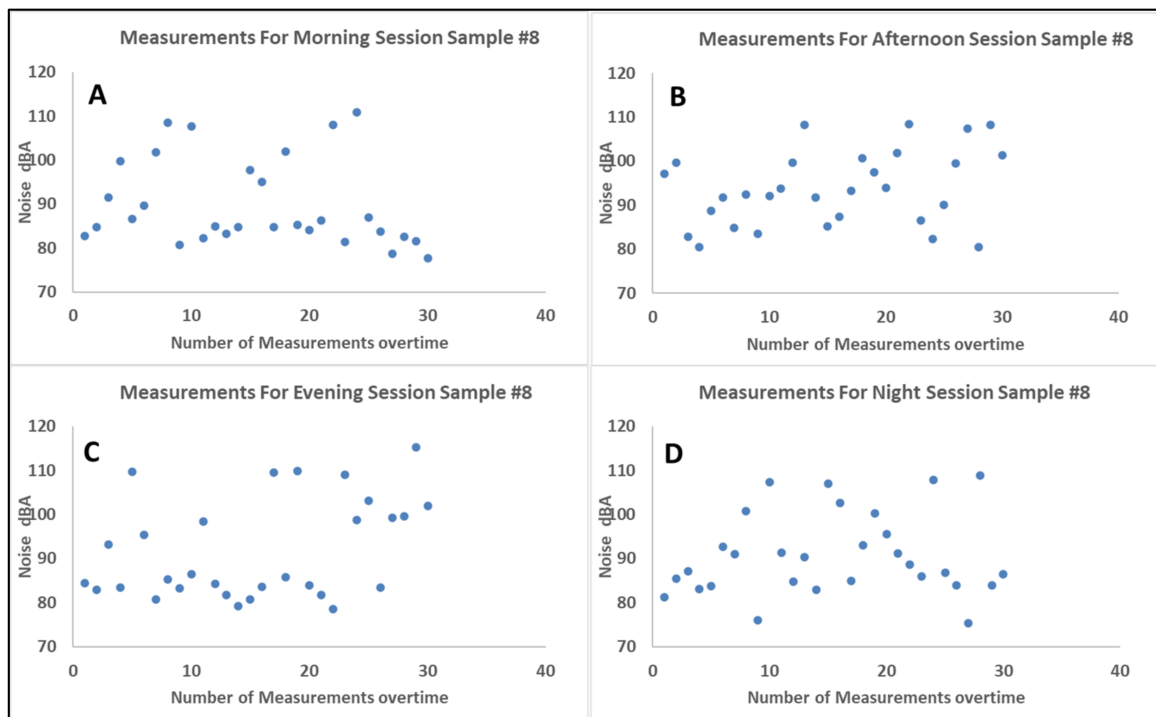 Measurements For Morning Session Sample #8
A
Noise dBA
120
110
100
90
80
70
0 10 20 30 40
Number of Measurements overtime
Measurements For Afternoon Session Sample #8
B
Noise dBA
120
110
100
90
80
70
0 10 20 30 40
Number of Measurements overtime
Measurements For Evening Session Sample #8
C
Noise dBA
120
110
100
90
80
70
0 10 20 30 40
Number of Measurements overtime
Measurements For Night Session Sample #8
D
Noise dBA
120
110
100
90
80
70
0 10 20 30 40
Number of Measurements overtime